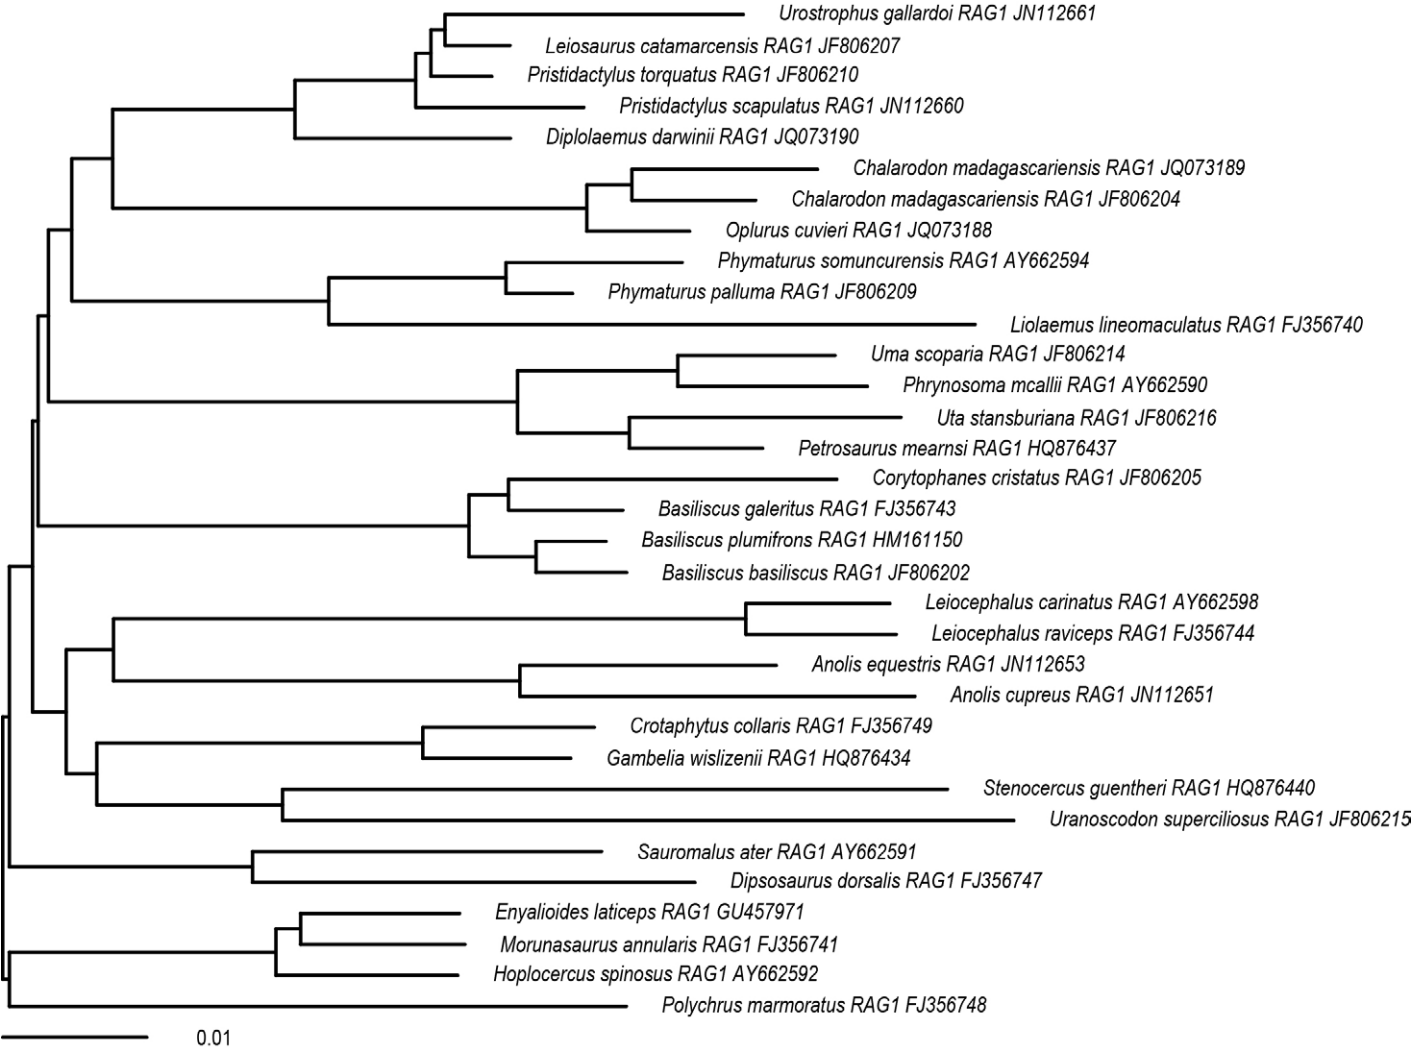 Urostrophus gallardoi RAG1 JN112661
Leiosaurus catamarcensis RAG1 JF806207
Pristidactylus torquatus RAG1 JF806210
Pristidactylus scapulatus RAG1 JN112660
Diplolaemus darwinii RAG1 JQ073190
Chalarodon madagascariensis RAG1 JQ073189
Chalarodon madagascariensis RAG1 JF806204
Oplurus cuvieri RAG1 JQ073188
Phymaturus somuncurensis RAG1 AY662594
Phymaturus palluma RAG1 JF806209
Liolaemus lineomaculatus RAG1 FJ356740
Uma scoparia RAG1 JF806214
Phrynosoma mcallii RAG1 AY662590
Uta stansburiana RAG1 JF806216
Petrosaurus mearnsi RAG1 HQ876437
Corytophanes cristatus RAG1 JF806205
Basiliscus galeritus RAG1 FJ356743
Basiliscus plumifrons RAG1 HM161150
Basiliscus basiliscus RAG1 JF806202
Leiocephalus carinatus RAG1 AY662598
Leiocephalus raviceps RAG1 FJ356744
Anolis equestris RAG1 JN112653
Anolis cupreus RAG1 JN112651
Crotaphytus collaris RAG1 FJ356749
Gambelia wislizenii RAG1 HQ876434
Stenocercus guentheri RAG1 HQ876440
Uranoscodon superciliosus RAG1 JF806215
Sauromalus ater RAG1 AY662591
Dipsosaurus dorsalis RAG1 FJ356747
Enyalioides laticeps RAG1 GU457971
Morunasaurus annularis RAG1 FJ356741
Hoplocercus spinosus RAG1 AY662592
Polychrus marmoratus RAG1 FJ356748
0.01